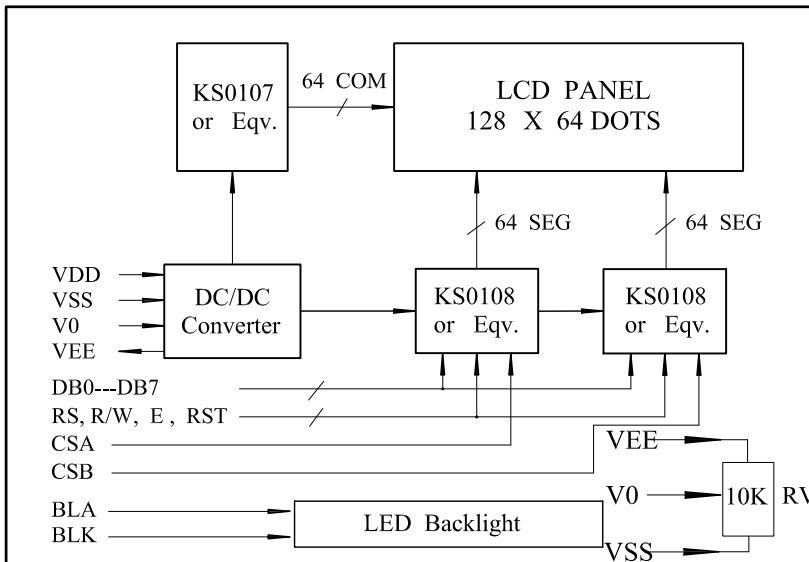 KS0107
or Eqv.
64 COM
LCD PANEL
128 X 64 DOTS
64 SEG
64 SEG
VDD
VSS
V0
VEE
DC/DC
Converter
KS0108
or Eqv.
KS0108
or Eqv.
DB0---DB7
RS, R/W, E , RST
CSA
CSB
BLA
BLK
LED Backlight
VEE
V0
VSS
10K
RV